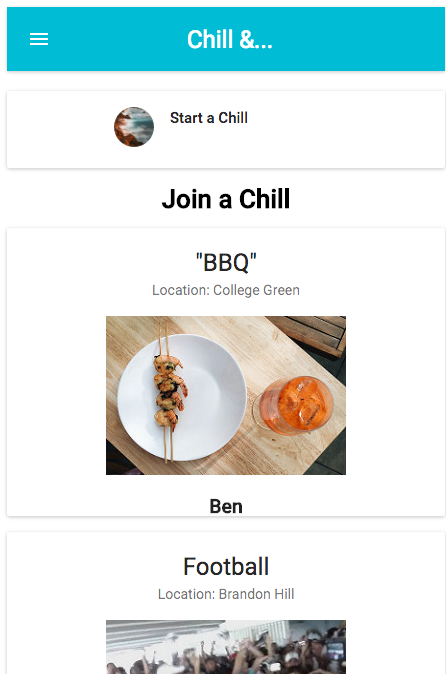 Chill &...
Start a Chill
Join a Chill
"BBQ"
Location: College Green
Ben
Football
Location: Brandon Hill